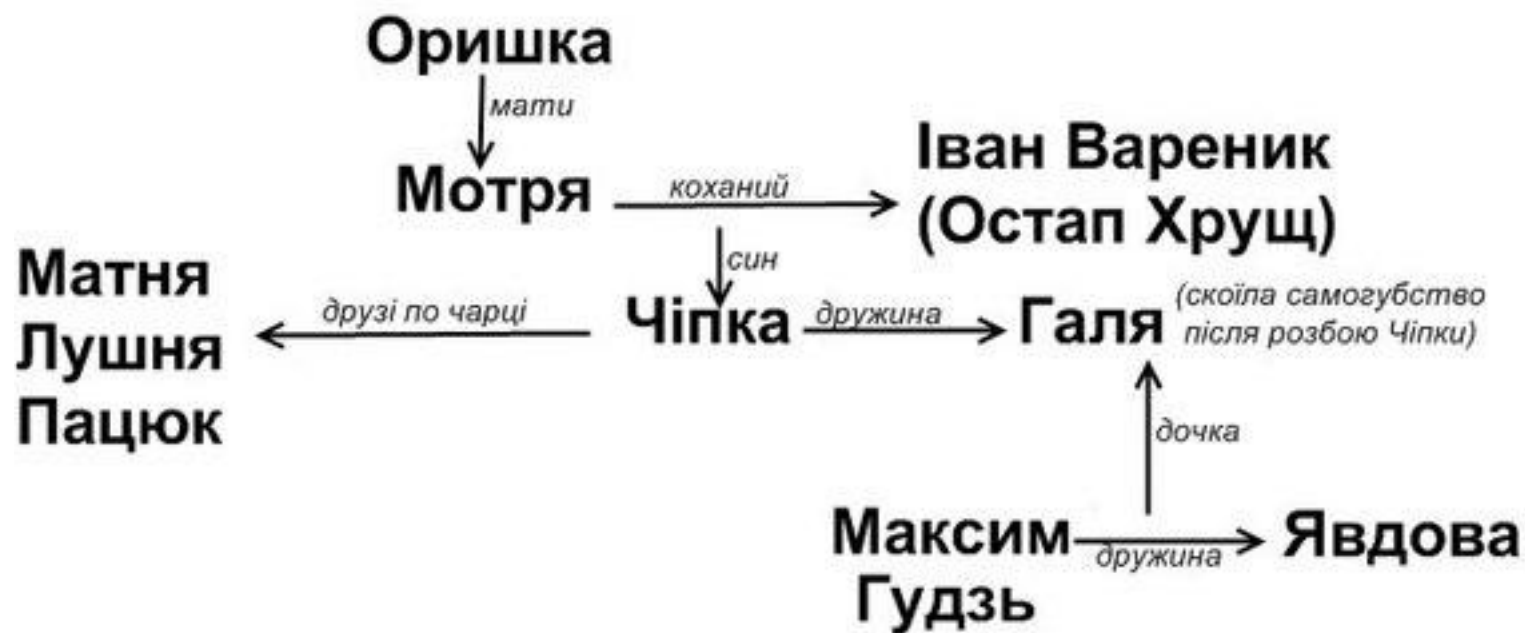 Оришка
мати
Мотря
коханий
Іван Вареник
(Остап Хрущ)
син
Матня
Лушня
Пацюк
друзі по чарці
Чіпка
дружина
Галя
(скоїла самогубство
після розбою Чіпки)
дочка
Максим
Гудзь
дружина
Явдова